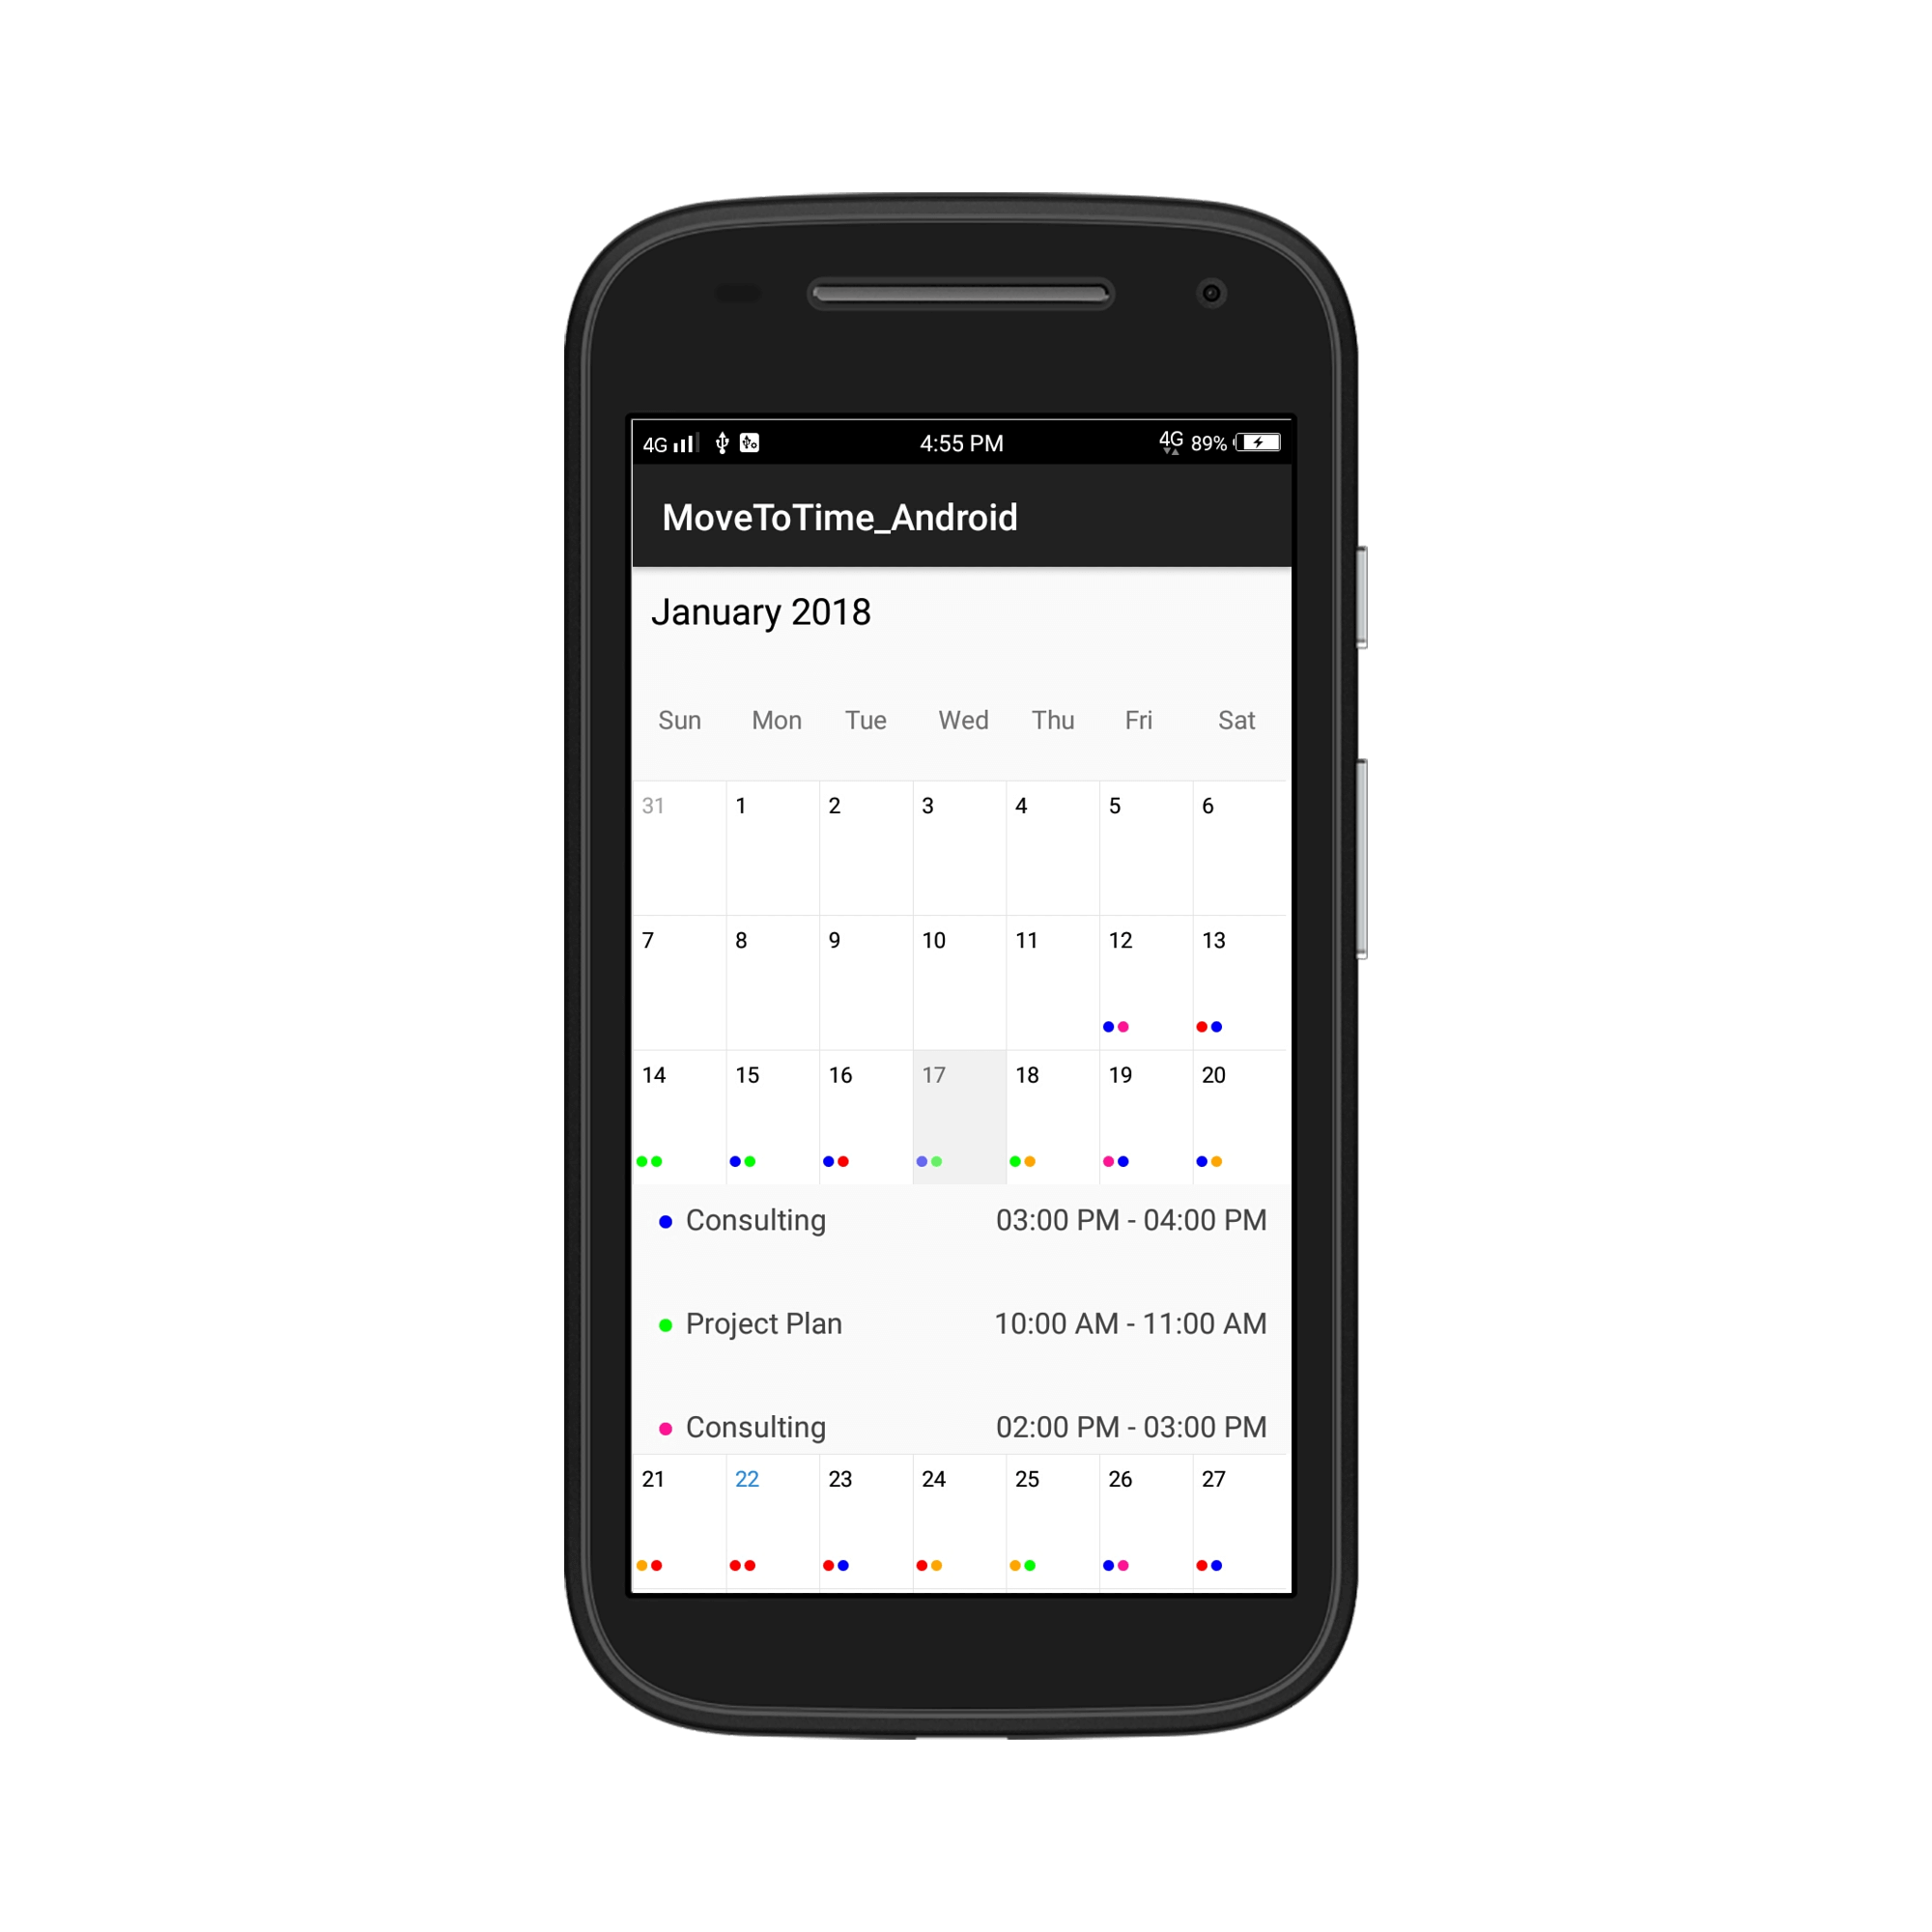 4G 4:55 PM 4G 89%
MoveToTime_Android
January 2018
Sun Mon Tue Wed Thu Fri Sat
31 1 2 3 4 5 6
7 8 9 10 11 12 13
14 15 16 17 18 19 20
Consulting 03:00 PM - 04:00 PM
Project Plan 10:00 AM - 11:00 AM
Consulting 02:00 PM - 03:00 PM
21 22 23 24 25 26 27